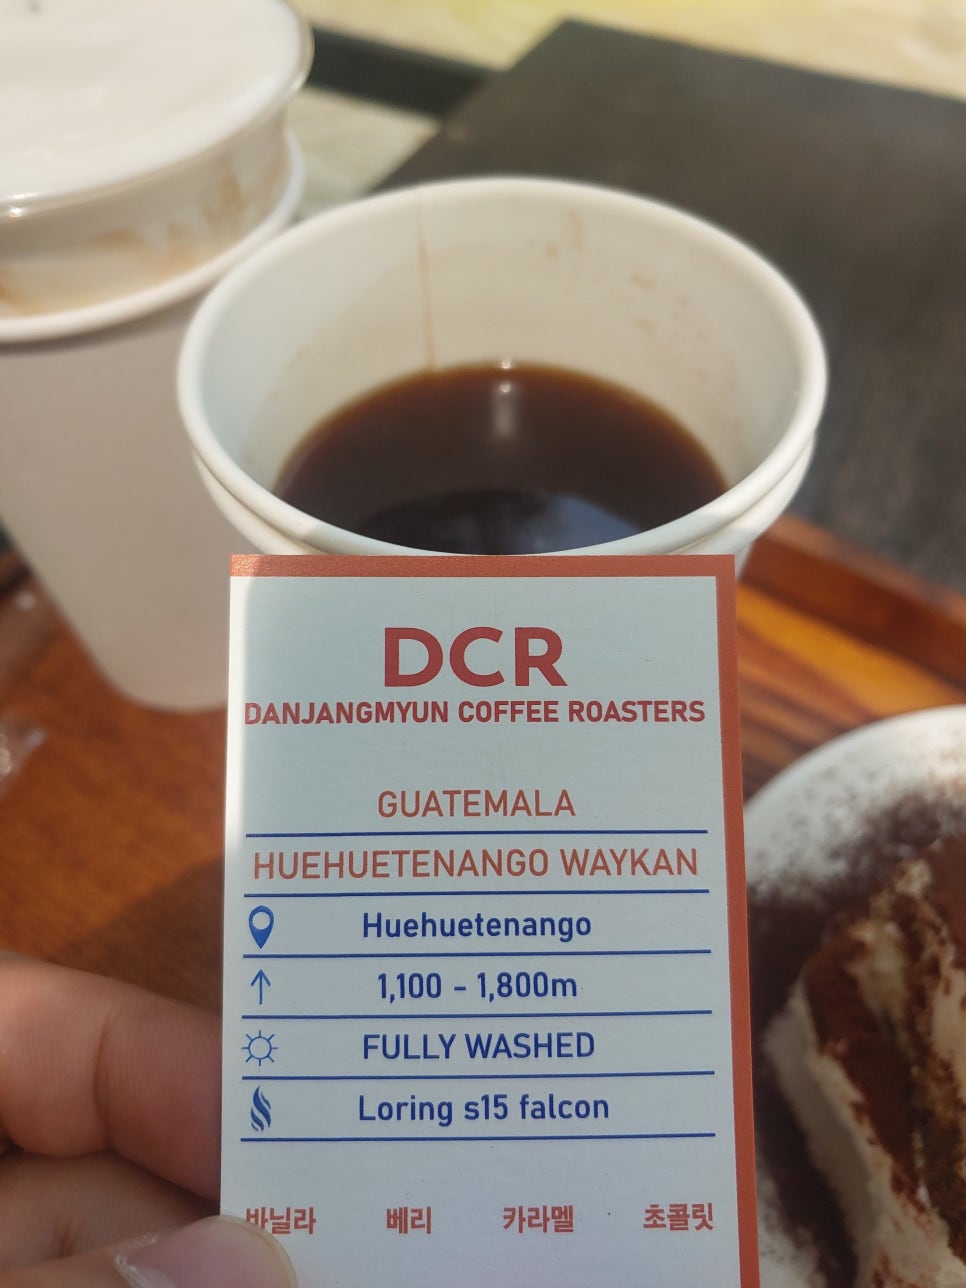 DCR
DANJANGMYUN COFFEE ROASTERS
GUATEMALA
HUEHUETENANGO WAYKAN
Huehuetenango
1,100 - 1,800m
FULLY WASHED
Loring s15 falcon
바닐라 베리 카라멜 초콜릿